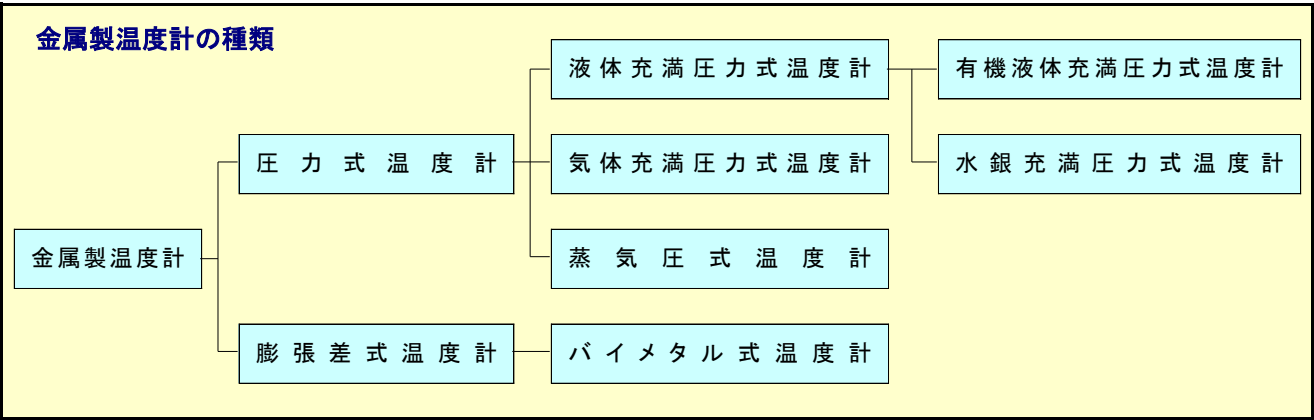 金属製温度計の種類
液体充満圧力式温度計
有機液体充満圧力式温度計
圧力式温度計
気体充満圧力式温度計
水銀充満圧力式温度計
金属製温度計
蒸気圧式温度計
膨張差式温度計
バイメタル式温度計